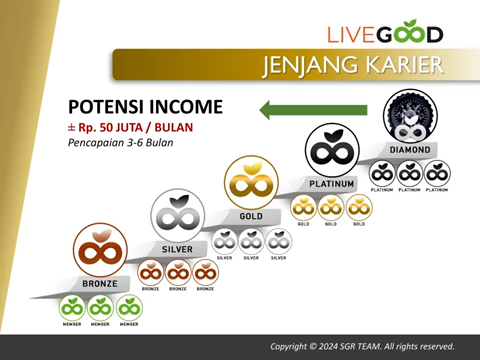 LIVEGOOD
JENJANG KARIER
POTENSI INCOME
± Rp. 50 JUTA / BULAN
Pencapaian 3-6 Bulan
DIAMOND
PLATINUM PLATINUM PLATINUM
PLATINUM
GOLD GOLD GOLD
GOLD
SILVER SILVER SILVER
SILVER
BRONZE BRONZE BRONZE
BRONZE
MEMBER MEMBER MEMBER
Copyright © 2024 SGR TEAM. All rights reserved.